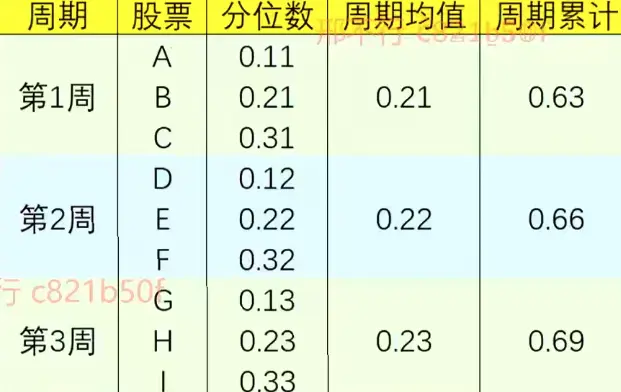 周期 股票 分位数 周期均值 周期累计
邢不行 c821b50f
A 0.11
第1周 B 0.21 0.21 0.63
C 0.31
D 0.12
第2周 E 0.22 0.22 0.66
F 0.32
行 c821b50f
G 0.13
第3周 H 0.23 0.23 0.69
I 0.33